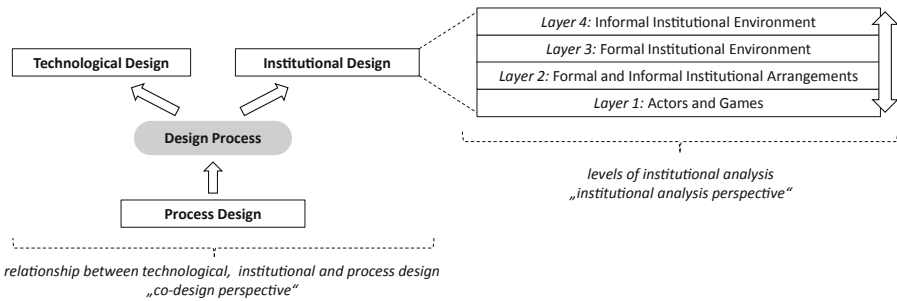 Technological Design
Institutional Design
Design Process
Process Design
relationship between technological, institutional and process design
„co-design perspective“
Layer 4: Informal Institutional Environment
Layer 3: Formal Institutional Environment
Layer 2: Formal and Informal Institutional Arrangements
Layer 1: Actors and Games
levels of institutional analysis
„institutional analysis perspective“